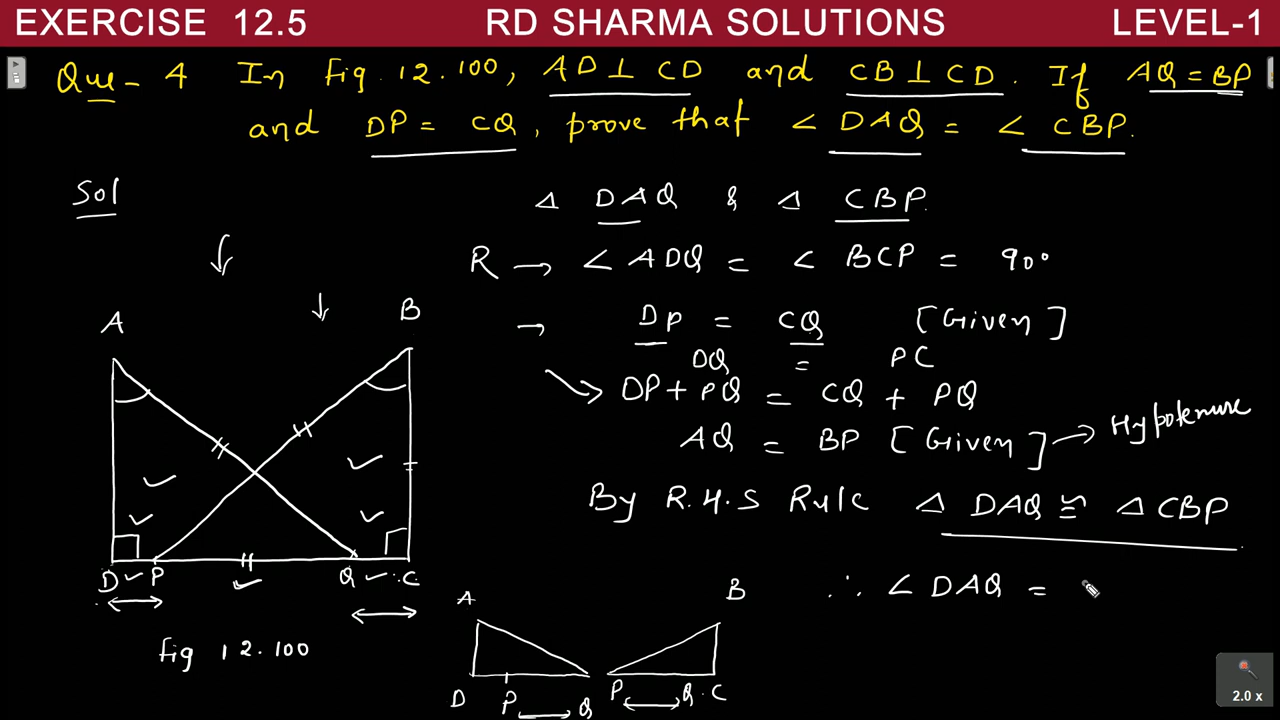 EXERCISE 12.5 RD SHARMA SOLUTIONS LEVEL-1
Que - 4 In Fig. 12.100, AD ⊥ CD and CB ⊥ CD. If AQ = BP
and DP = CQ, prove that ∠ DAQ = ∠ CBP.
Sol
Δ DAQ & Δ CBP.
R → ∠ ADQ = ∠ BCP = 90°
→ DP = CQ [Given]
DQ = PC
DP + PQ = CQ + PQ
AQ = BP [Given] → Hypotenuse
By R.H.S Rule Δ DAQ ≅ Δ CBP
∴ ∠ DAQ =
A B
D P Q C
Fig 12.100
A B
D P Q P Q C
2.0 x